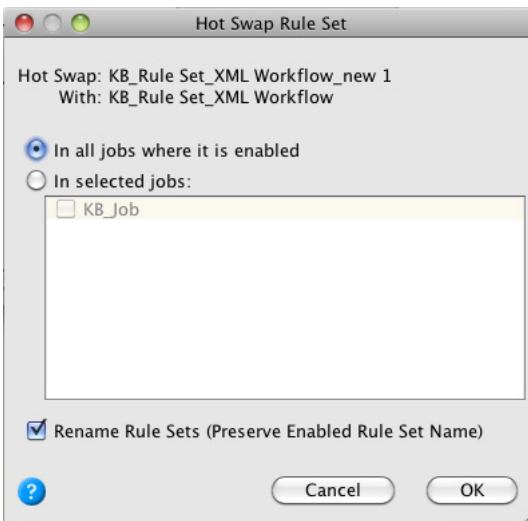 Hot Swap Rule Set
Hot Swap: KB_Rule Set_XML Workflow_new 1
With: KB_Rule Set_XML Workflow
In all jobs where it is enabled
In selected jobs:
KB_Job
Rename Rule Sets (Preserve Enabled Rule Set Name)
?
Cancel
OK